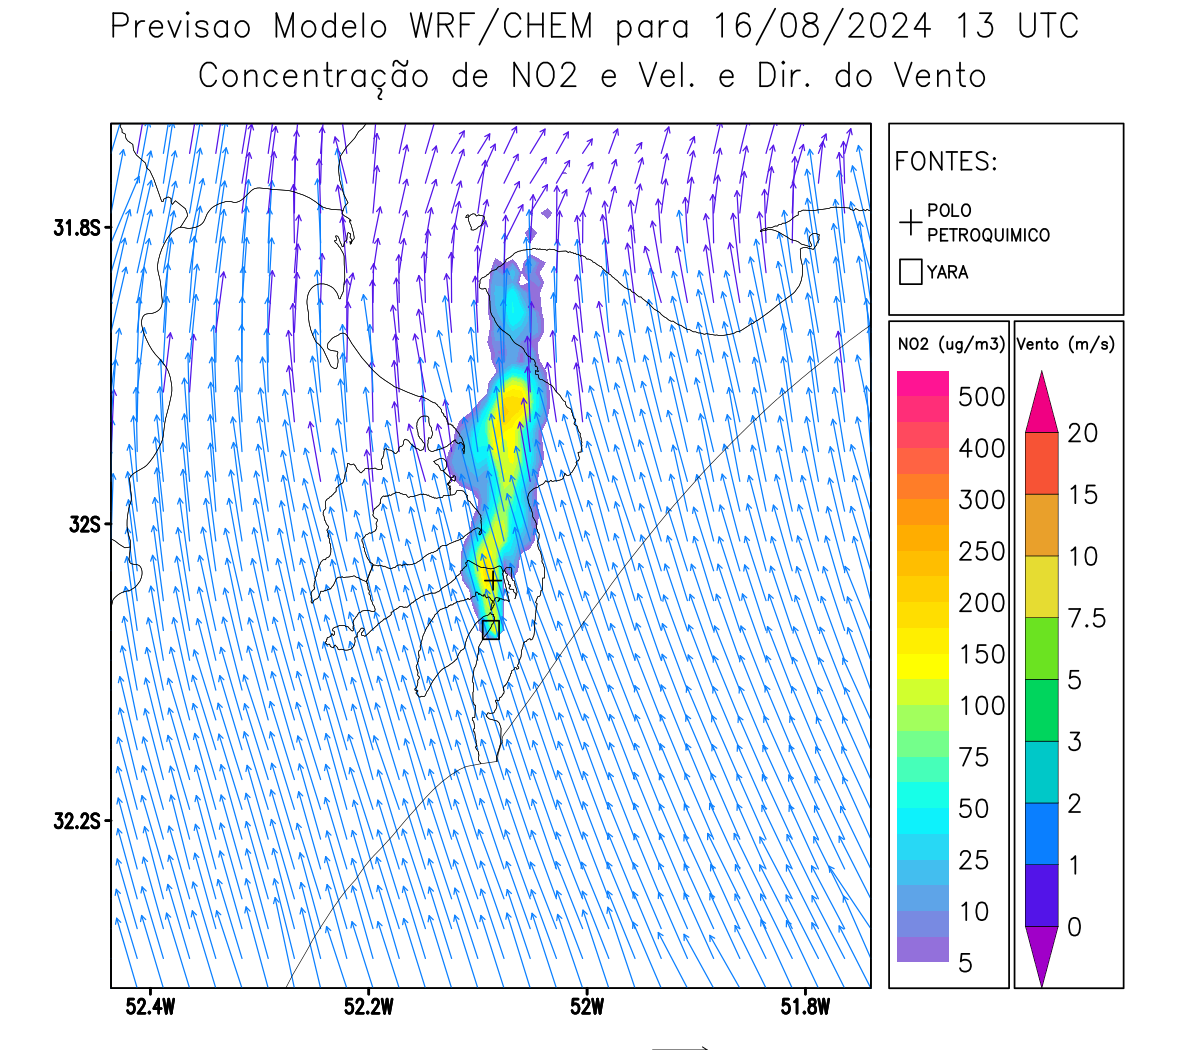 Previsao Modelo WRF/CHEM para 16/08/2024 13 UTC
Concentração de NO2 e Vel. e Dir. do Vento
FONTES:
POLO
PETROQUIMICO
YARA
NO2 (ug/m3)
500
400
300
250
200
150
100
75
50
25
10
5
Vento (m/s)
20
15
10
7.5
5
3
2
1
0
31.8S
32S
32.2S
52.4W
52.2W
52W
51.8W